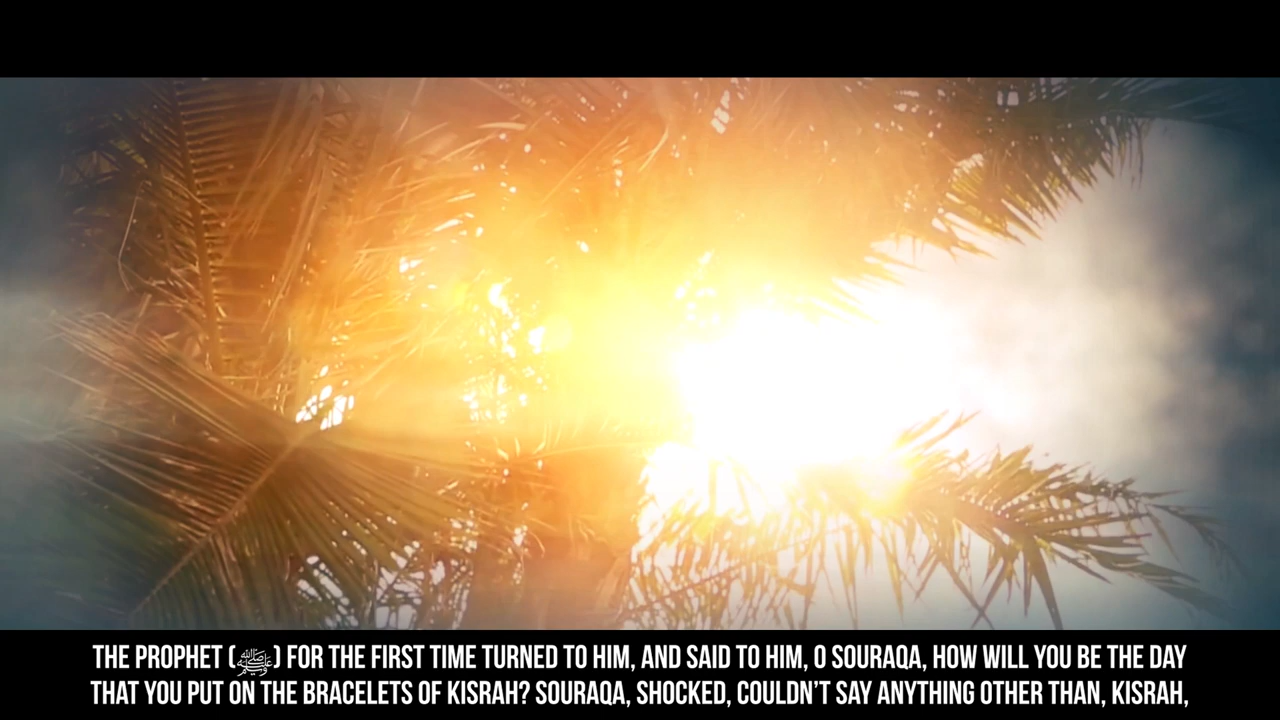 THE PROPHET (ﷺ) FOR THE FIRST TIME TURNED TO HIM, AND SAID TO HIM, O SOURAQA, HOW WILL YOU BE THE DAY
THAT YOU PUT ON THE BRACELETS OF KISRAH? SOURAQA, SHOCKED, COULDN'T SAY ANYTHING OTHER THAN, KISRAH,